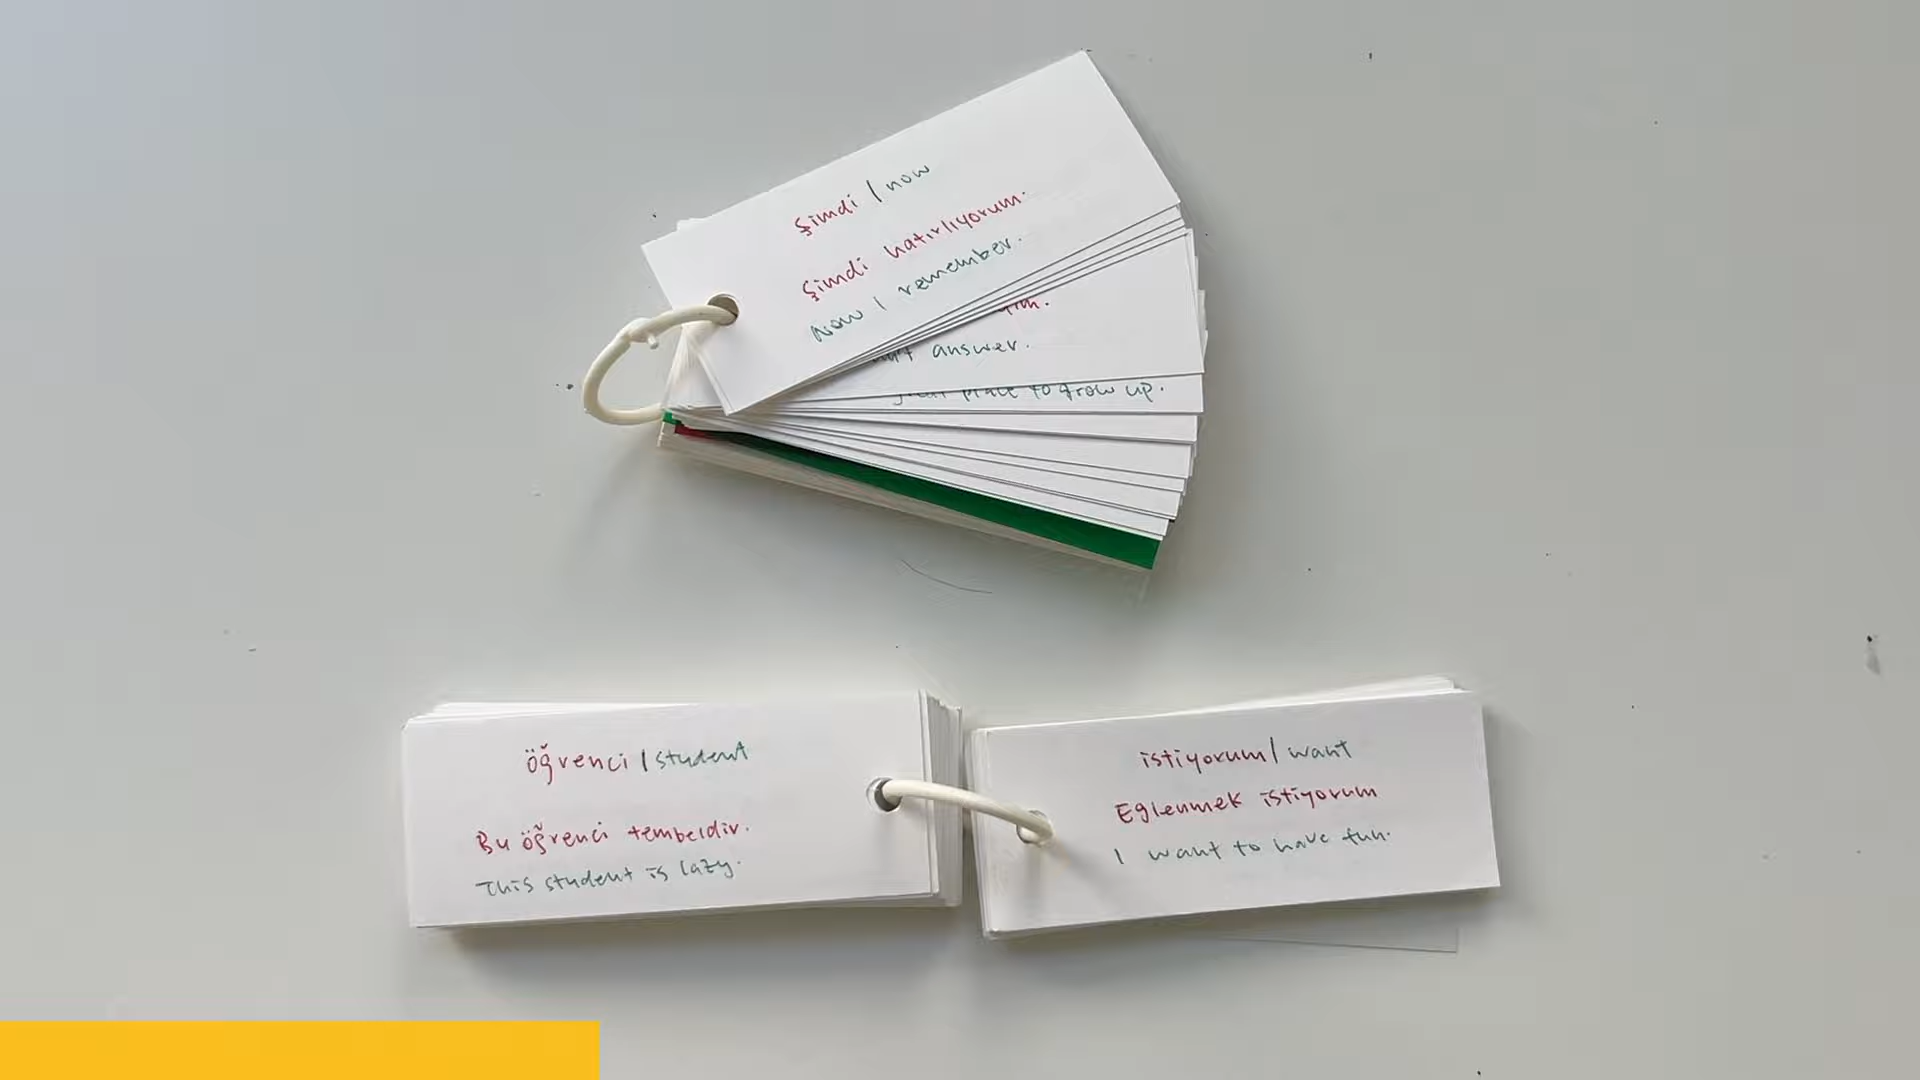 Şimdi / now
Şimdi hatırlıyorum.
Now I remember.
answer.
place to grow up.
öğrenci / student
Bu öğrenci tembeldir.
This student is lazy.
istiyorum / want
Eglenmek istiyorum
I want to have fun.